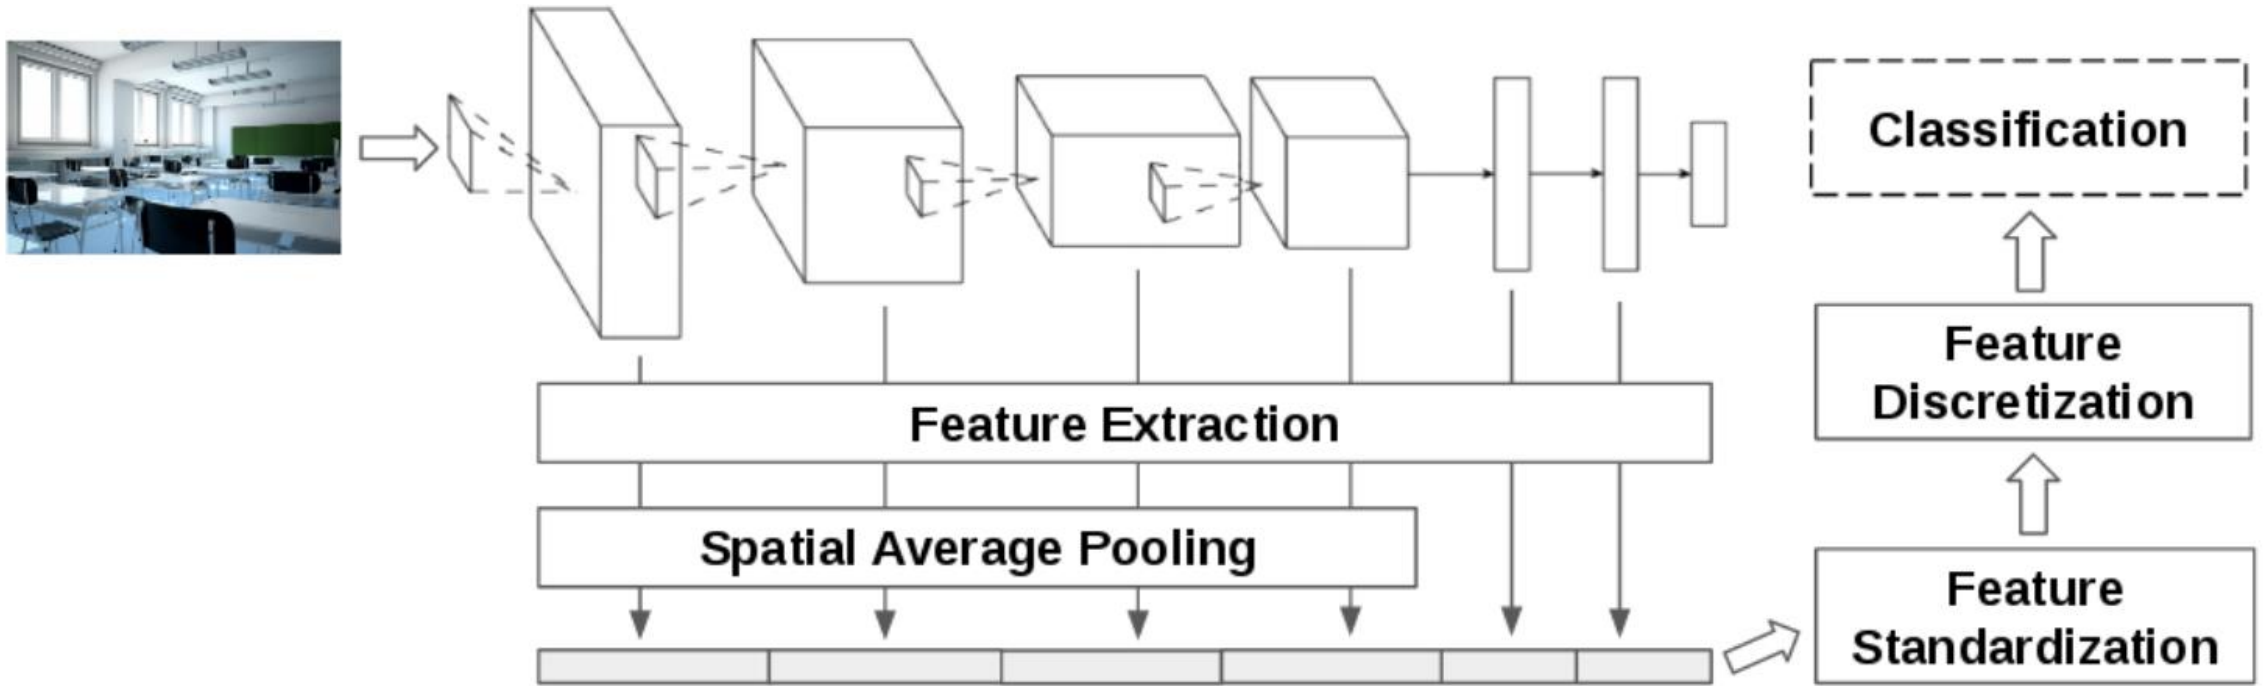 Classification
Feature
Discretization
Feature Extraction
Spatial Average Pooling
Feature
Standardization